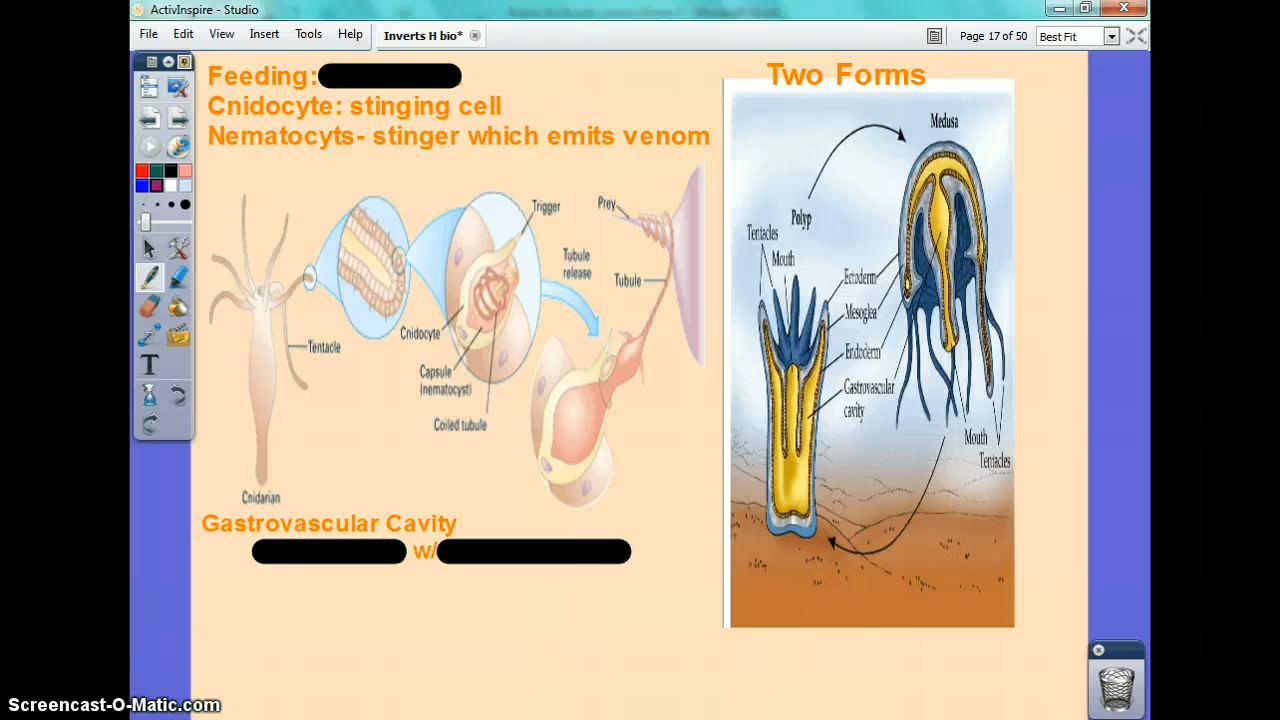 ActivInspire - Studio
File Edit View Insert Tools Help
Inverts H bio*
Page 17 of 50
Best Fit
Feeding:
Cnidocyte: stinging cell
Nematocyts- stinger which emits venom
Trigger
Prey
Tubule
release
Tubule
Cnidocyte
Tentacle
Capsule
(nematocyst)
Coiled tubule
Cnidarian
Gastrovascular Cavity
w/
Two Forms
Medusa
Polyp
Tentacles
Mouth
Ectoderm
Mesoglea
Endoderm
Gastrovascular
cavity
Mouth
Tentacles
T
Screencast-O-Matic.com